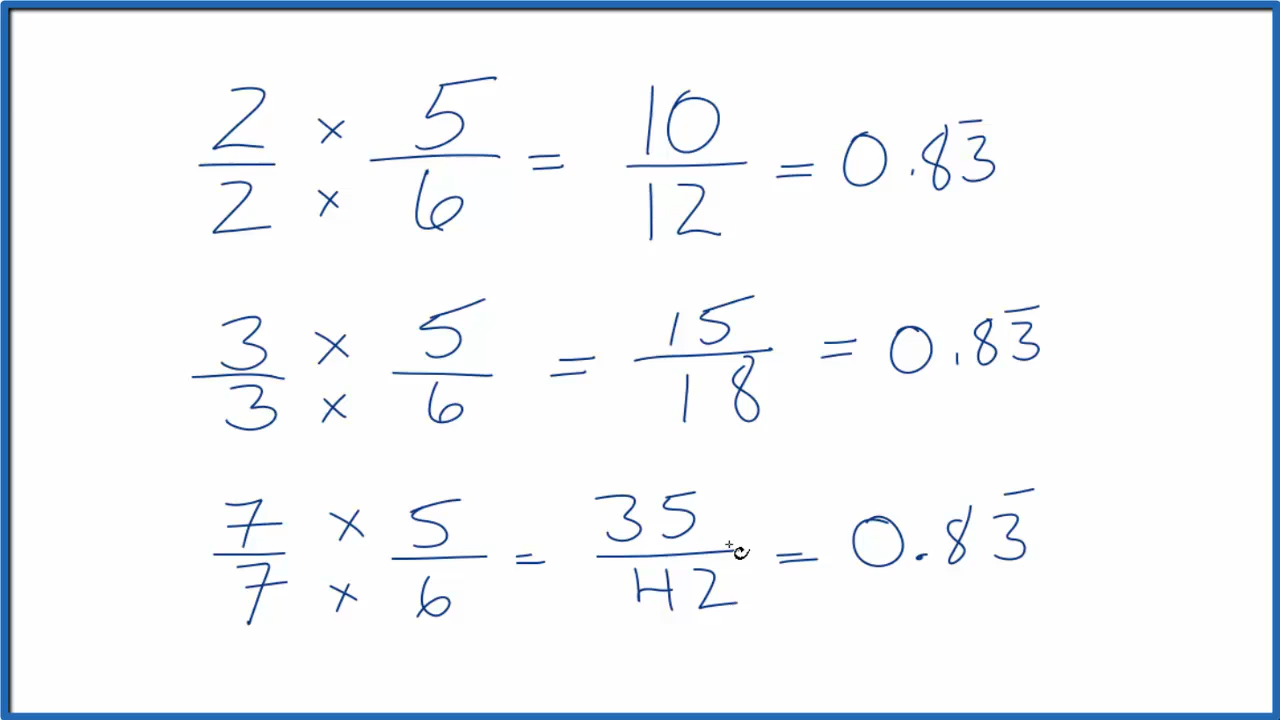 2/2 × 5/6 = 10/12 = 0.83̅
3/3 × 5/6 = 15/18 = 0.83̅
7/7 × 5/6 = 35/42 = 0.83̅